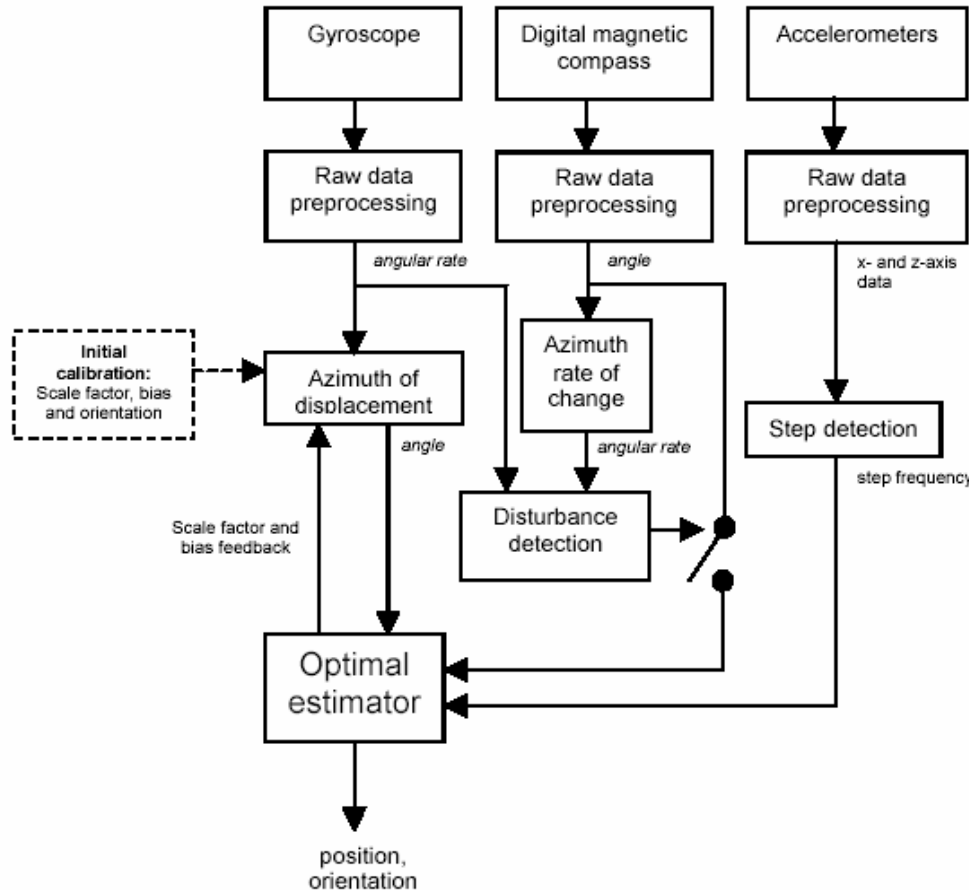 Gyroscope
Digital magnetic
compass
Accelerometers
Raw data
preprocessing
Raw data
preprocessing
Raw data
preprocessing
angular rate
angle
x- and z-axis
data
Initial
calibration:
Scale factor, bias
and orientation
Azimuth of
displacement
Azimuth
rate of
change
Step detection
angle
angular rate
step frequency
Scale factor and
bias feedback
Disturbance
detection
Optimal
estimator
position,
orientation